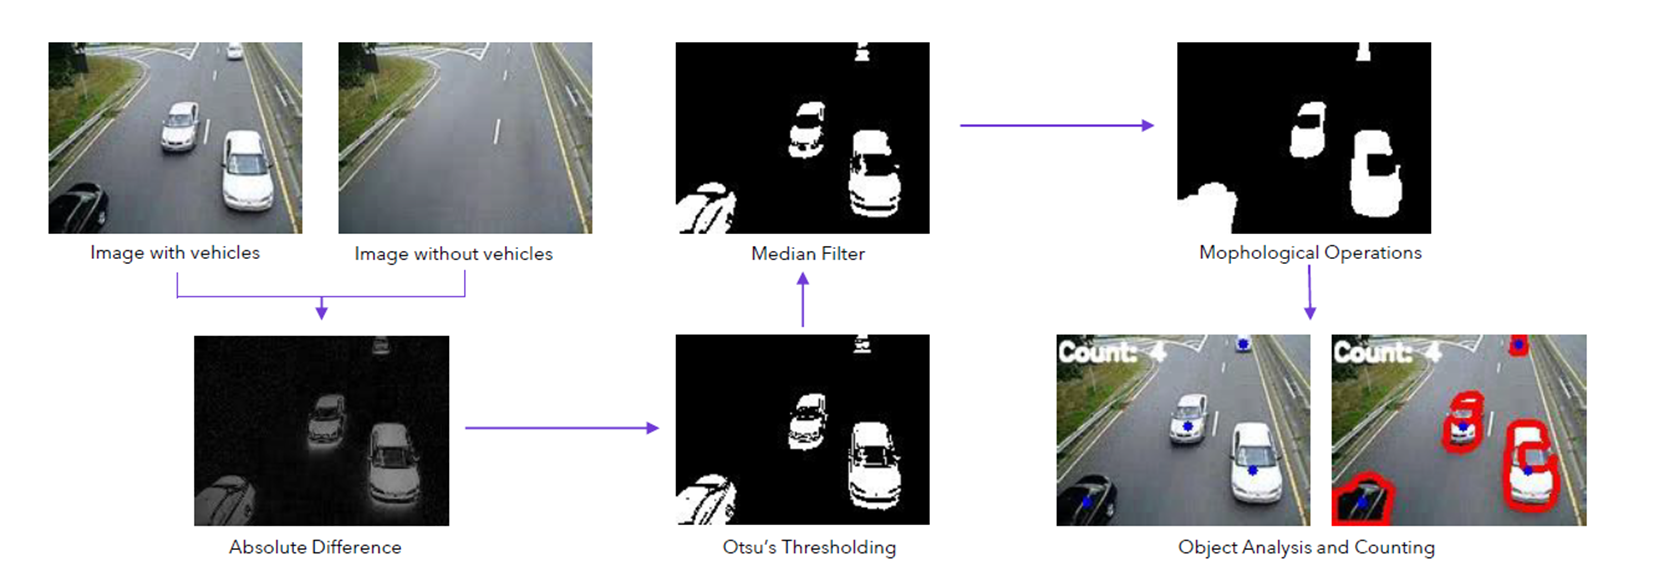 Image with vehicles
Image without vehicles
Absolute Difference
Otsu's Thresholding
Median Filter
Mophological Operations
Count: 4
Count: 4
Object Analysis and Counting